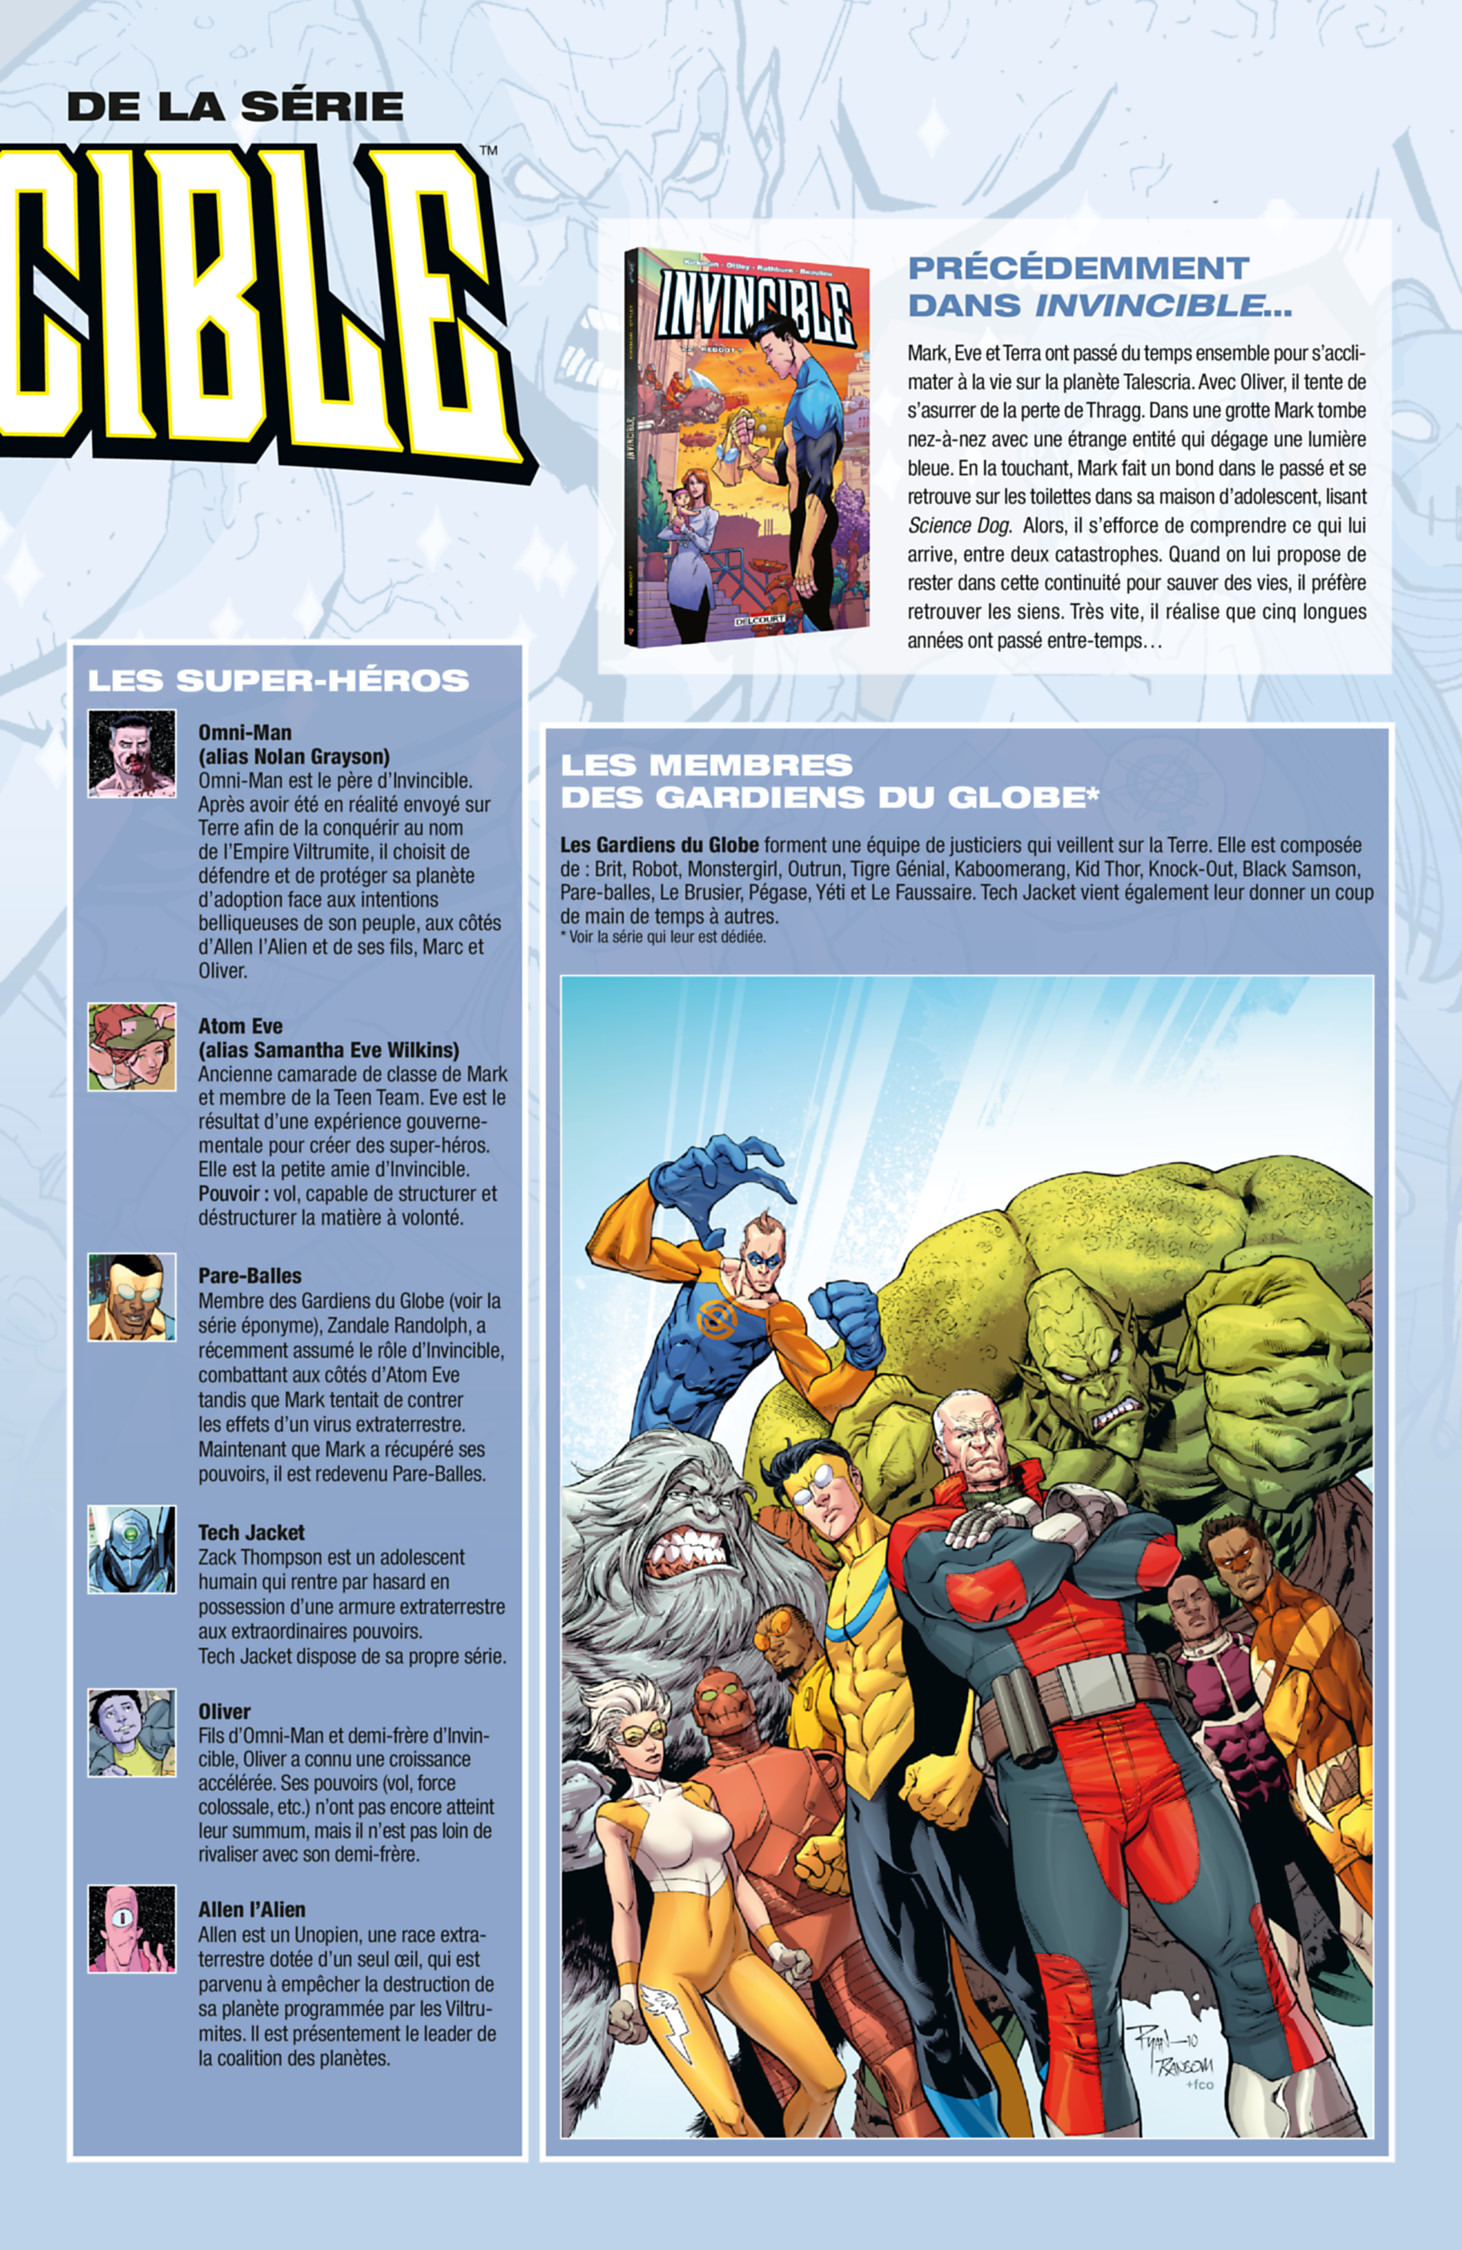 DE LA SÉRIE
CIBLE™
Kirkman - Ottley - Rathburn - Beaulieu
INVINCIBLE
REBOOT ?
INVINCIBLE
REBOOT ?
DELCOURT
PRÉCÉDEMMENT
DANS INVINCIBLE...
Mark, Eve et Terra ont passé du temps ensemble pour s’accli-
mater à la vie sur la planète Talescria. Avec Oliver, il tente de
s’asurrer de la perte de Thragg. Dans une grotte Mark tombe
nez-à-nez avec une étrange entité qui dégage une lumière
bleue. En la touchant, Mark fait un bond dans le passé et se
retrouve sur les toilettes dans sa maison d’adolescent, lisant
Science Dog. Alors, il s’efforce de comprendre ce qui lui
arrive, entre deux catastrophes. Quand on lui propose de
rester dans cette continuité pour sauver des vies, il préfère
retrouver les siens. Très vite, il réalise que cinq longues
années ont passé entre-temps…
LES SUPER-HÉROS
Omni-Man
(alias Nolan Grayson)
Omni-Man est le père d’Invincible.
Après avoir été en réalité envoyé sur
Terre afin de la conquérir au nom
de l’Empire Viltrumite, il choisit de
défendre et de protéger sa planète
d’adoption face aux intentions
belliqueuses de son peuple, aux côtés
d’Allen l’Alien et de ses fils, Marc et
Oliver.
Atom Eve
(alias Samantha Eve Wilkins)
Ancienne camarade de classe de Mark
et membre de la Teen Team. Eve est le
résultat d’une expérience gouverne-
mentale pour créer des super-héros.
Elle est la petite amie d’Invincible.
Pouvoir : vol, capable de structurer et
déstructurer la matière à volonté.
Pare-Balles
Membre des Gardiens du Globe (voir la
série éponyme), Zandale Randolph, a
récemment assumé le rôle d’Invincible,
combattant aux côtés d’Atom Eve
tandis que Mark tentait de contrer
les effets d’un virus extraterrestre.
Maintenant que Mark a récupéré ses
pouvoirs, il est redevenu Pare-Balles.
Tech Jacket
Zack Thompson est un adolescent
humain qui rentre par hasard en
possession d’une armure extraterrestre
aux extraordinaires pouvoirs.
Tech Jacket dispose de sa propre série.
Oliver
Fils d’Omni-Man et demi-frère d’Invin-
cible, Oliver a connu une croissance
accélérée. Ses pouvoirs (vol, force
colossale, etc.) n’ont pas encore atteint
leur summum, mais il n’est pas loin de
rivaliser avec son demi-frère.
Allen l’Alien
Allen est un Unopien, une race extra-
terrestre dotée d’un seul œil, qui est
parvenu à empêcher la destruction de
sa planète programmée par les Viltru-
mites. Il est présentement le leader de
la coalition des planètes.
LES MEMBRES
DES GARDIENS DU GLOBE*
Les Gardiens du Globe forment une équipe de justiciers qui veillent sur la Terre. Elle est composée
de : Brit, Robot, Monstergirl, Outrun, Tigre Génial, Kaboomerang, Kid Thor, Knock-Out, Black Samson,
Pare-balles, Le Brusier, Pégase, Yéti et Le Faussaire. Tech Jacket vient également leur donner un coup
de main de temps à autres.
* Voir la série qui leur est dédiée.
RYAN—10
RANSOM
+fco